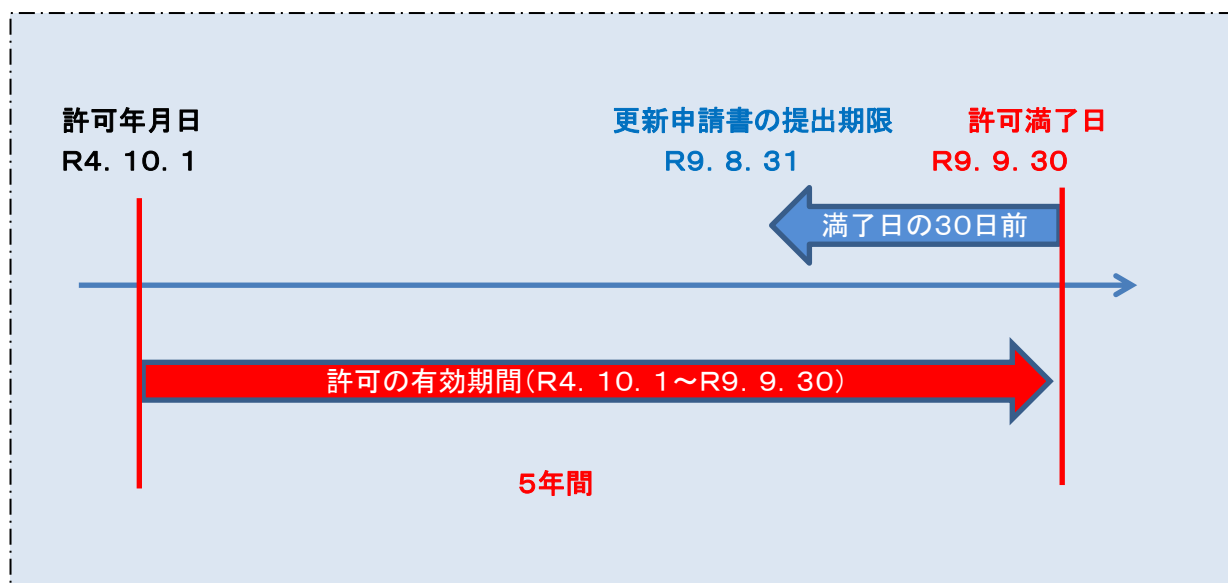 許可年月日
R4．10．1
更新申請書の提出期限
R9．8．31
許可満了日
R9．9．30
満了日の30日前
許可の有効期間（R4．10．1～R9．9．30）
5年間